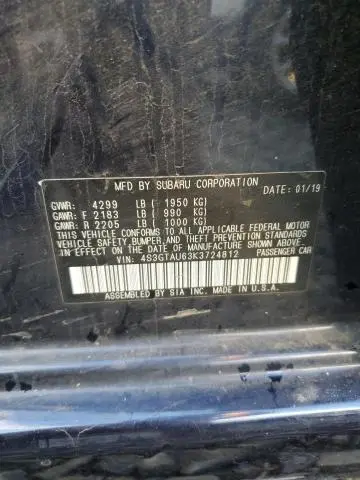 MFD BY SUBARU CORPORATION DATE: 01/19
GVWR: 4299 LB ( 1950 KG)
GAWR: F 2183 LB ( 990 KG)
GAWR: R 2205 LB ( 1000 KG)
THIS VEHICLE CONFORMS TO ALL APPLICABLE FEDERAL MOTOR
VEHICLE SAFETY, BUMPER, AND THEFT PREVENTION STANDARDS
IN EFFECT ON THE DATE OF MANUFACTURE SHOWN ABOVE.
VIN: 4S3GTAU63K3724812 PASSENGER CAR
ASSEMBLED BY SIA INC. MADE IN U.S.A.